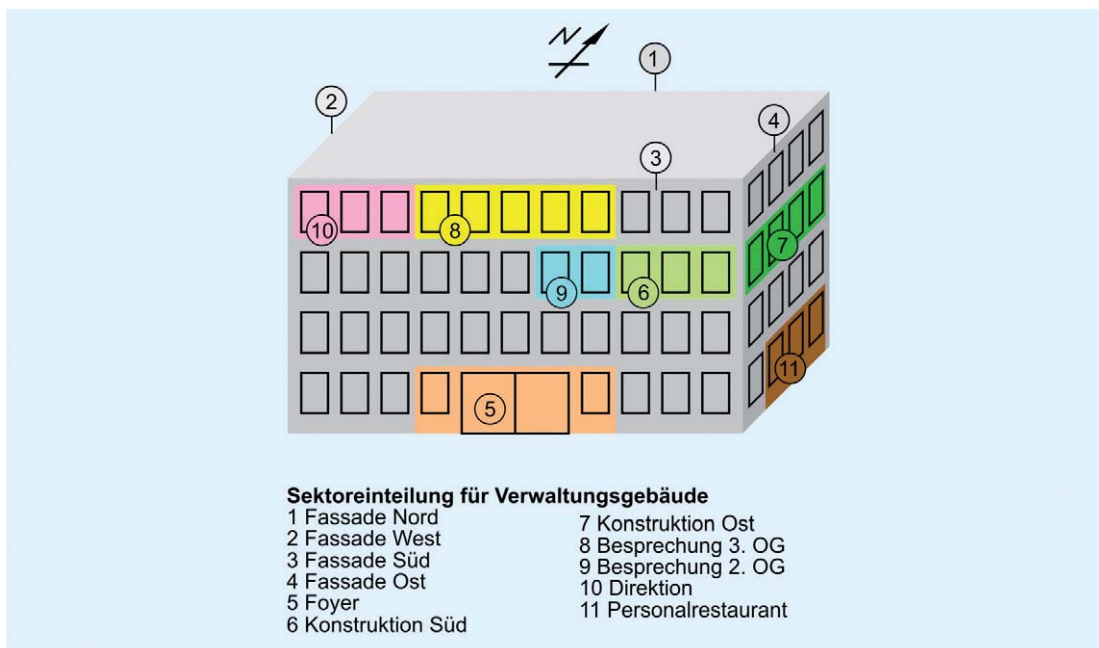 N
1
2
4
3
10
8
7
9
6
11
5
Sektoreinteilung für Verwaltungsgebäude
1 Fassade Nord
2 Fassade West
3 Fassade Süd
4 Fassade Ost
5 Foyer
6 Konstruktion Süd
7 Konstruktion Ost
8 Besprechung 3. OG
9 Besprechung 2. OG
10 Direktion
11 Personalrestaurant